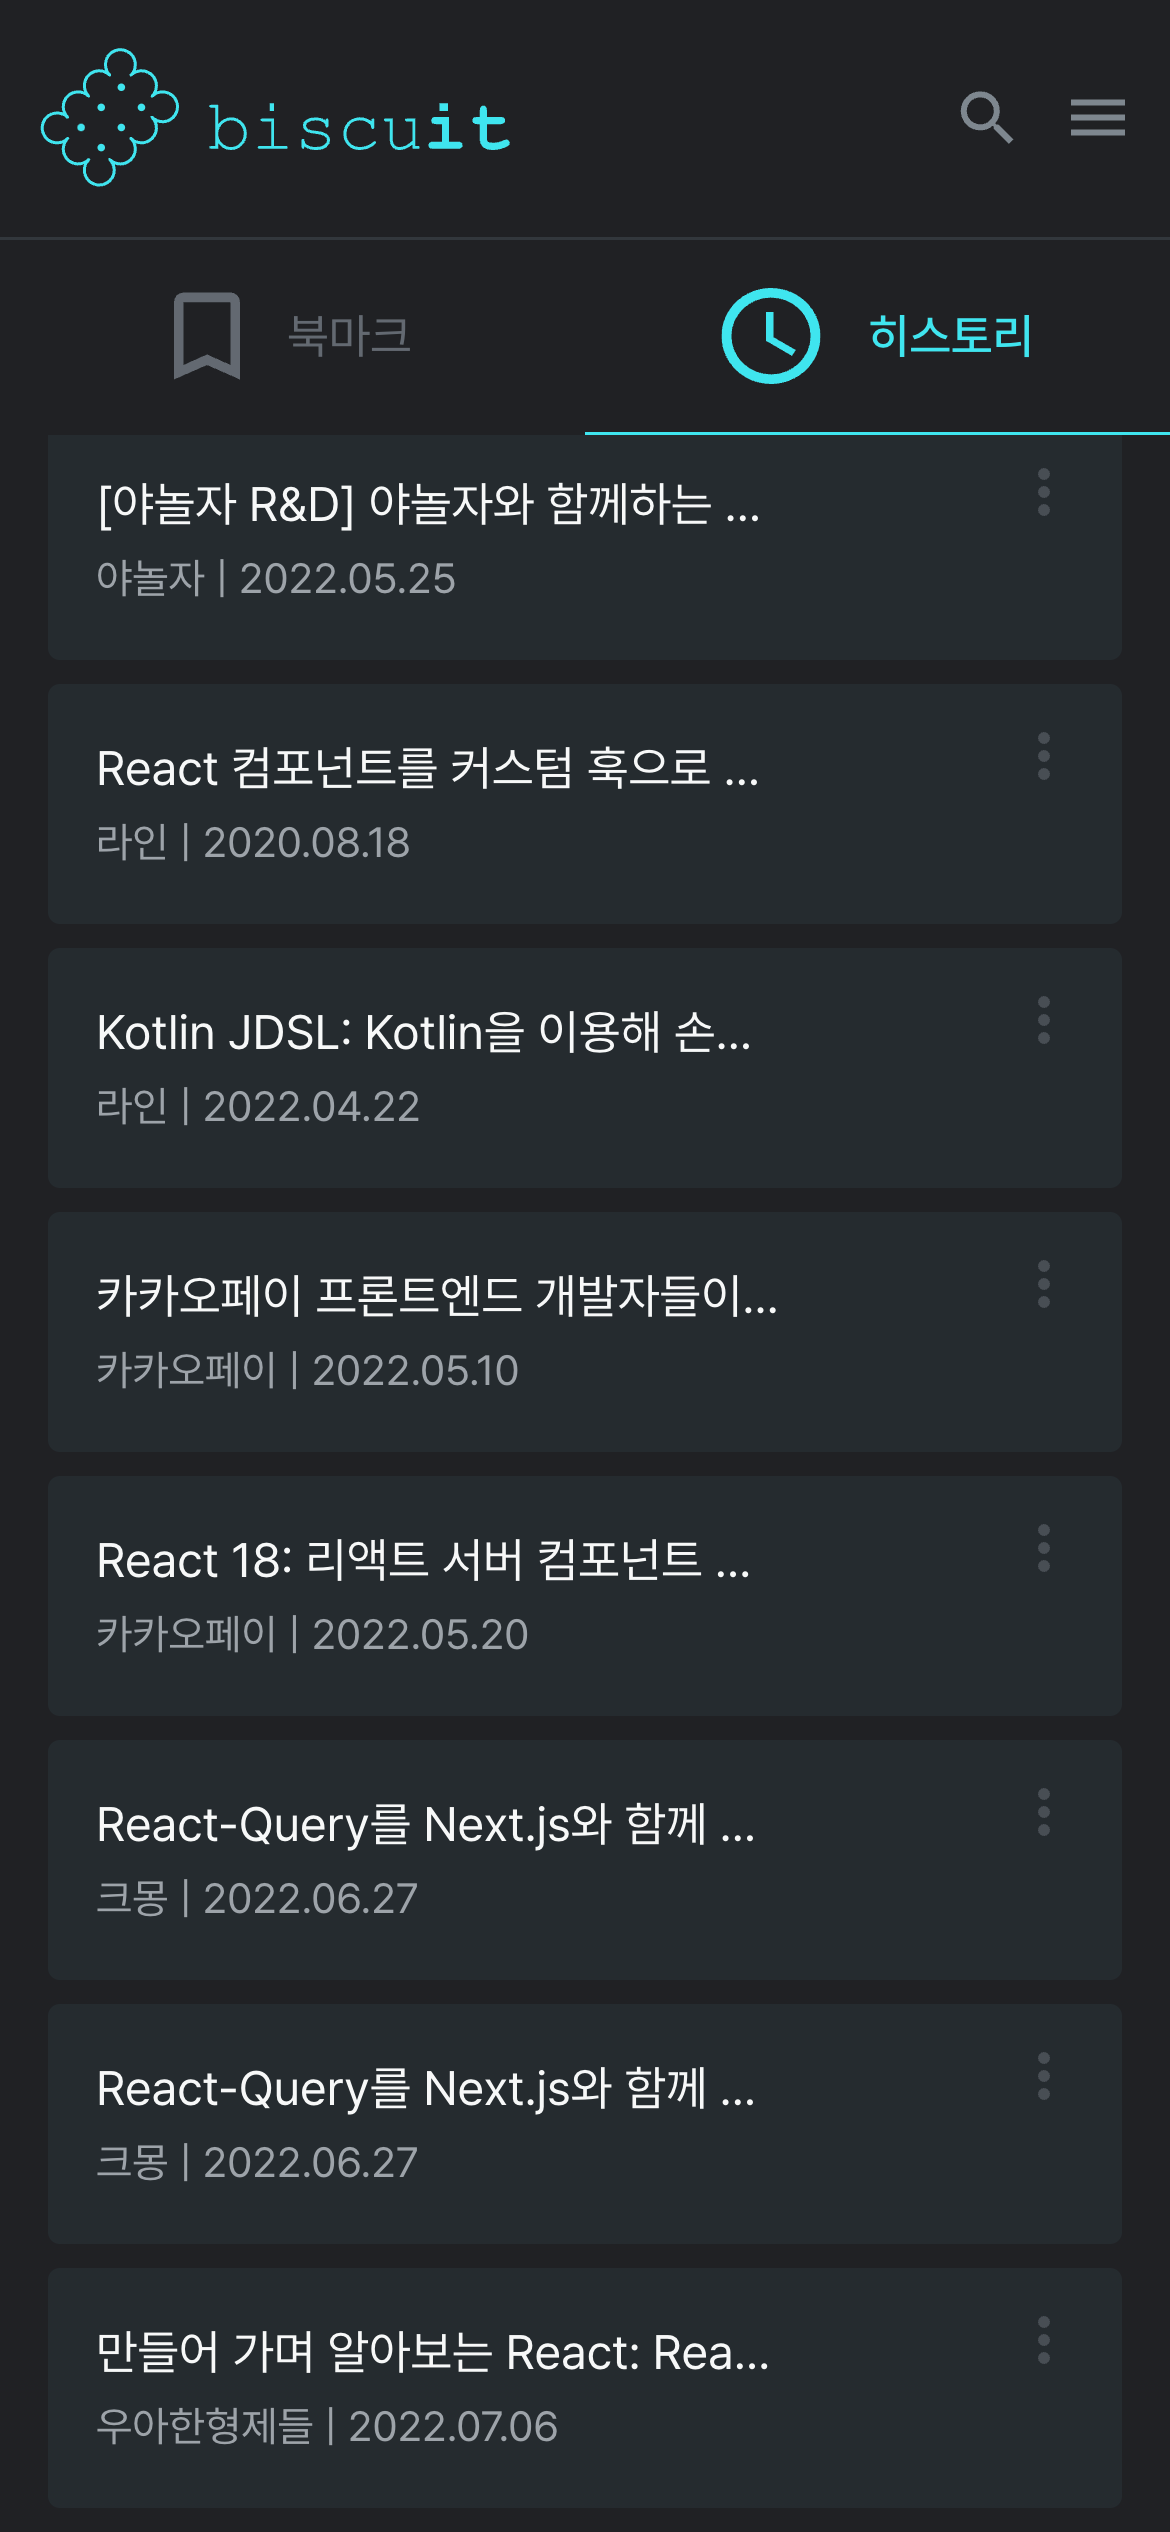 biscuit
북마크
히스토리
[야놀자 R&D] 야놀자와 함께하는 ...
야놀자 | 2022.05.25
React 컴포넌트를 커스텀 훅으로 ...
라인 | 2020.08.18
Kotlin JDSL: Kotlin을 이용해 손...
라인 | 2022.04.22
카카오페이 프론트엔드 개발자들이...
카카오페이 | 2022.05.10
React 18: 리액트 서버 컴포넌트 ...
카카오페이 | 2022.05.20
React-Query를 Next.js와 함께 ...
크몽 | 2022.06.27
React-Query를 Next.js와 함께 ...
크몽 | 2022.06.27
만들어 가며 알아보는 React: Rea...
우아한형제들 | 2022.07.06